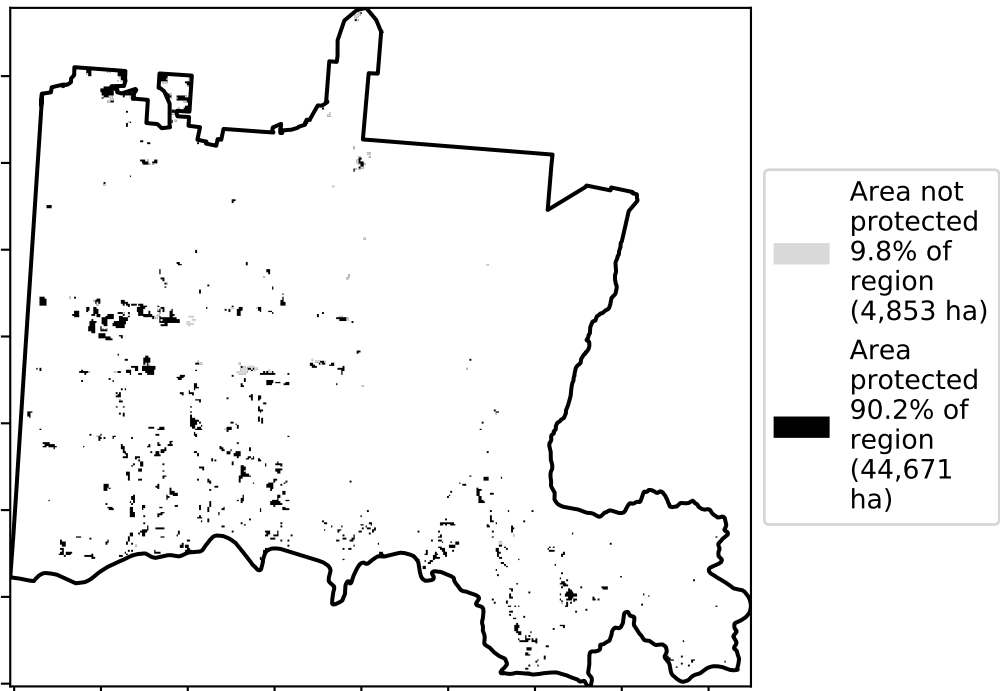 Area not
protected
9.8% of
region
(4,853 ha)
Area
protected
90.2% of
region
(44,671
ha)